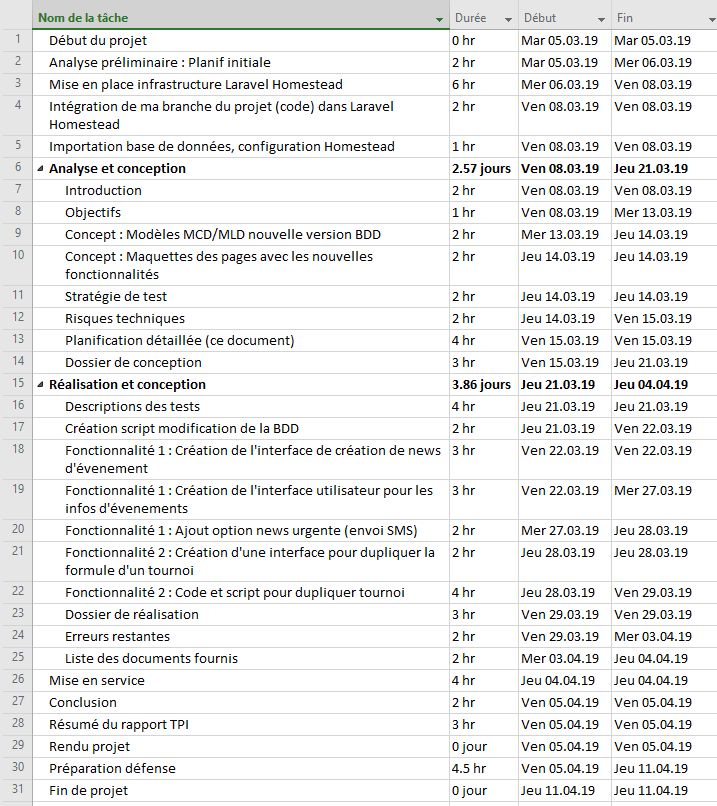 Nom de la tâche Durée Début Fin
1 Début du projet 0 hr Mar 05.03.19 Mar 05.03.19
2 Analyse préliminaire : Planif initiale 2 hr Mar 05.03.19 Mer 06.03.19
3 Mise en place infrastructure Laravel Homestead 6 hr Mer 06.03.19 Ven 08.03.19
4 Intégration de ma branche du projet (code) dans Laravel 2 hr Ven 08.03.19 Ven 08.03.19
Homestead
5 Importation base de données, configuration Homestead 1 hr Ven 08.03.19 Ven 08.03.19
6 Analyse et conception 2.57 jours Ven 08.03.19 Jeu 21.03.19
7 Introduction 2 hr Ven 08.03.19 Ven 08.03.19
8 Objectifs 1 hr Ven 08.03.19 Mer 13.03.19
9 Concept : Modèles MCD/MLD nouvelle version BDD 2 hr Mer 13.03.19 Jeu 14.03.19
10 Concept : Maquettes des pages avec les nouvelles 2 hr Jeu 14.03.19 Jeu 14.03.19
fonctionnalités
11 Stratégie de test 2 hr Jeu 14.03.19 Jeu 14.03.19
12 Risques techniques 2 hr Jeu 14.03.19 Ven 15.03.19
13 Planification détaillée (ce document) 4 hr Ven 15.03.19 Ven 15.03.19
14 Dossier de conception 3 hr Ven 15.03.19 Jeu 21.03.19
15 Réalisation et conception 3.86 jours Jeu 21.03.19 Jeu 04.04.19
16 Descriptions des tests 4 hr Jeu 21.03.19 Jeu 21.03.19
17 Création script modification de la BDD 2 hr Jeu 21.03.19 Ven 22.03.19
18 Fonctionnalité 1 : Création de l'interface de création de news 3 hr Ven 22.03.19 Ven 22.03.19
d'évenement
19 Fonctionnalité 1 : Création de l'interface utilisateur pour les 3 hr Ven 22.03.19 Mer 27.03.19
infos d'évenements
20 Fonctionnalité 1 : Ajout option news urgente (envoi SMS) 2 hr Mer 27.03.19 Jeu 28.03.19
21 Fonctionnalité 2 : Création d'une interface pour dupliquer la 2 hr Jeu 28.03.19 Jeu 28.03.19
formule d'un tournoi
22 Fonctionnalité 2 : Code et script pour dupliquer tournoi 4 hr Jeu 28.03.19 Ven 29.03.19
23 Dossier de réalisation 3 hr Ven 29.03.19 Ven 29.03.19
24 Erreurs restantes 2 hr Ven 29.03.19 Mer 03.04.19
25 Liste des documents fournis 2 hr Mer 03.04.19 Jeu 04.04.19
26 Mise en service 4 hr Jeu 04.04.19 Jeu 04.04.19
27 Conclusion 2 hr Ven 05.04.19 Ven 05.04.19
28 Résumé du rapport TPI 3 hr Ven 05.04.19 Ven 05.04.19
29 Rendu projet 0 jour Ven 05.04.19 Ven 05.04.19
30 Préparation défense 4.5 hr Ven 05.04.19 Jeu 11.04.19
31 Fin de projet 0 jour Jeu 11.04.19 Jeu 11.04.19